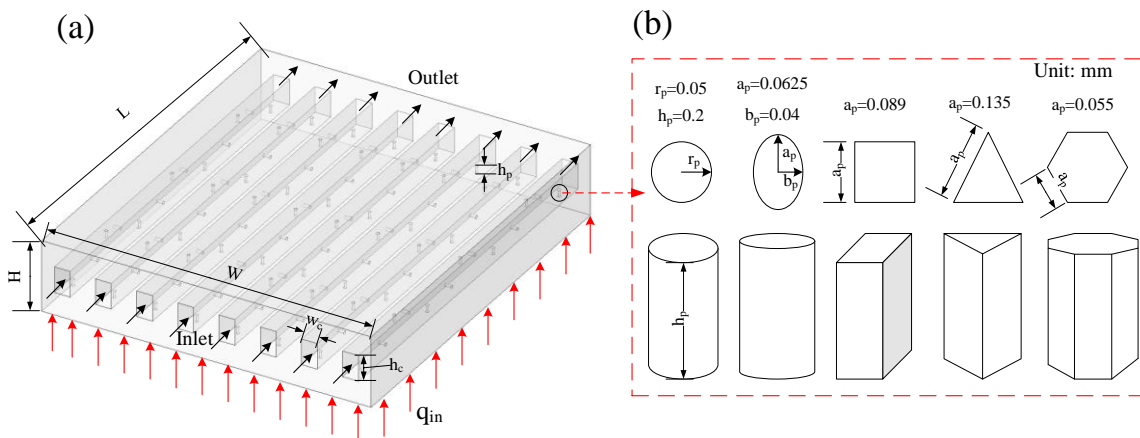 (a)
Outlet
L
h_p
H
W
w_c
Inlet
h_c
q_in
(b)
Unit: mm
r_p=0.05
h_p=0.2
a_p=0.0625
b_p=0.04
a_p=0.089
a_p=0.135
a_p=0.055
r_p
a_p
b_p
a_p
a_p
a_p
h_p